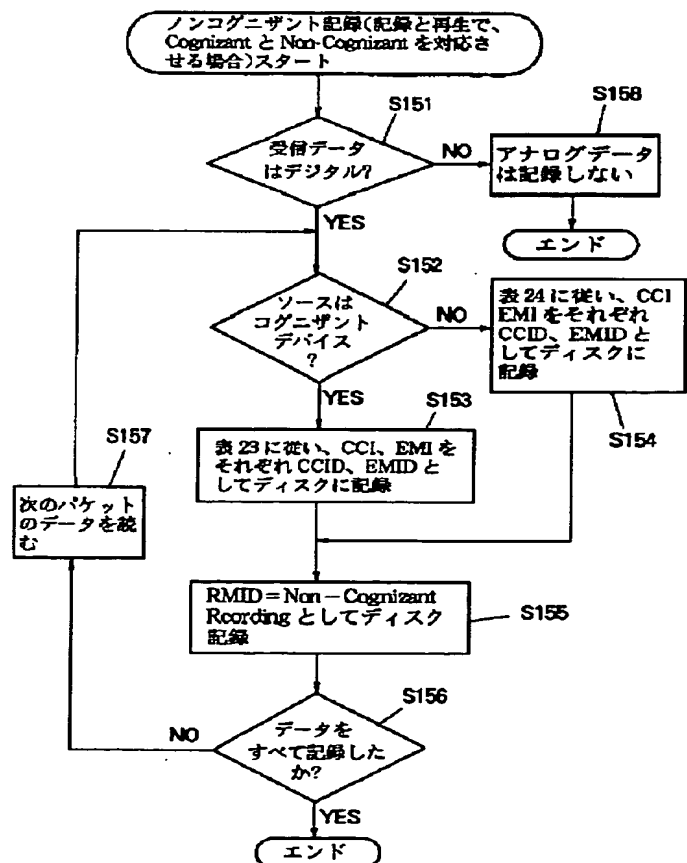 ノンコグニザント記録(記録と再生で、
Cognizant と Non-Cognizant を対応さ
せる場合)スタート
S151
受信データ
はデジタル?
NO
S158
アナログデータ
は記録しない
エンド
YES
S152
ソースは
コグニザント
デバイス
?
NO
表 24 に従い、CCI
EMI をそれぞれ
CCID、EMID と
してディスクに
記録
S154
YES
S153
表 23 に従い、CCI、EMI を
それぞれ CCID、EMID と
してディスクに記録
S157
次のパケット
のデータを読
む
RMID=Non-Cognizant
Rcording としてディスク
記録
S155
S156
データを
すべて記録した
か?
NO
YES
エンド